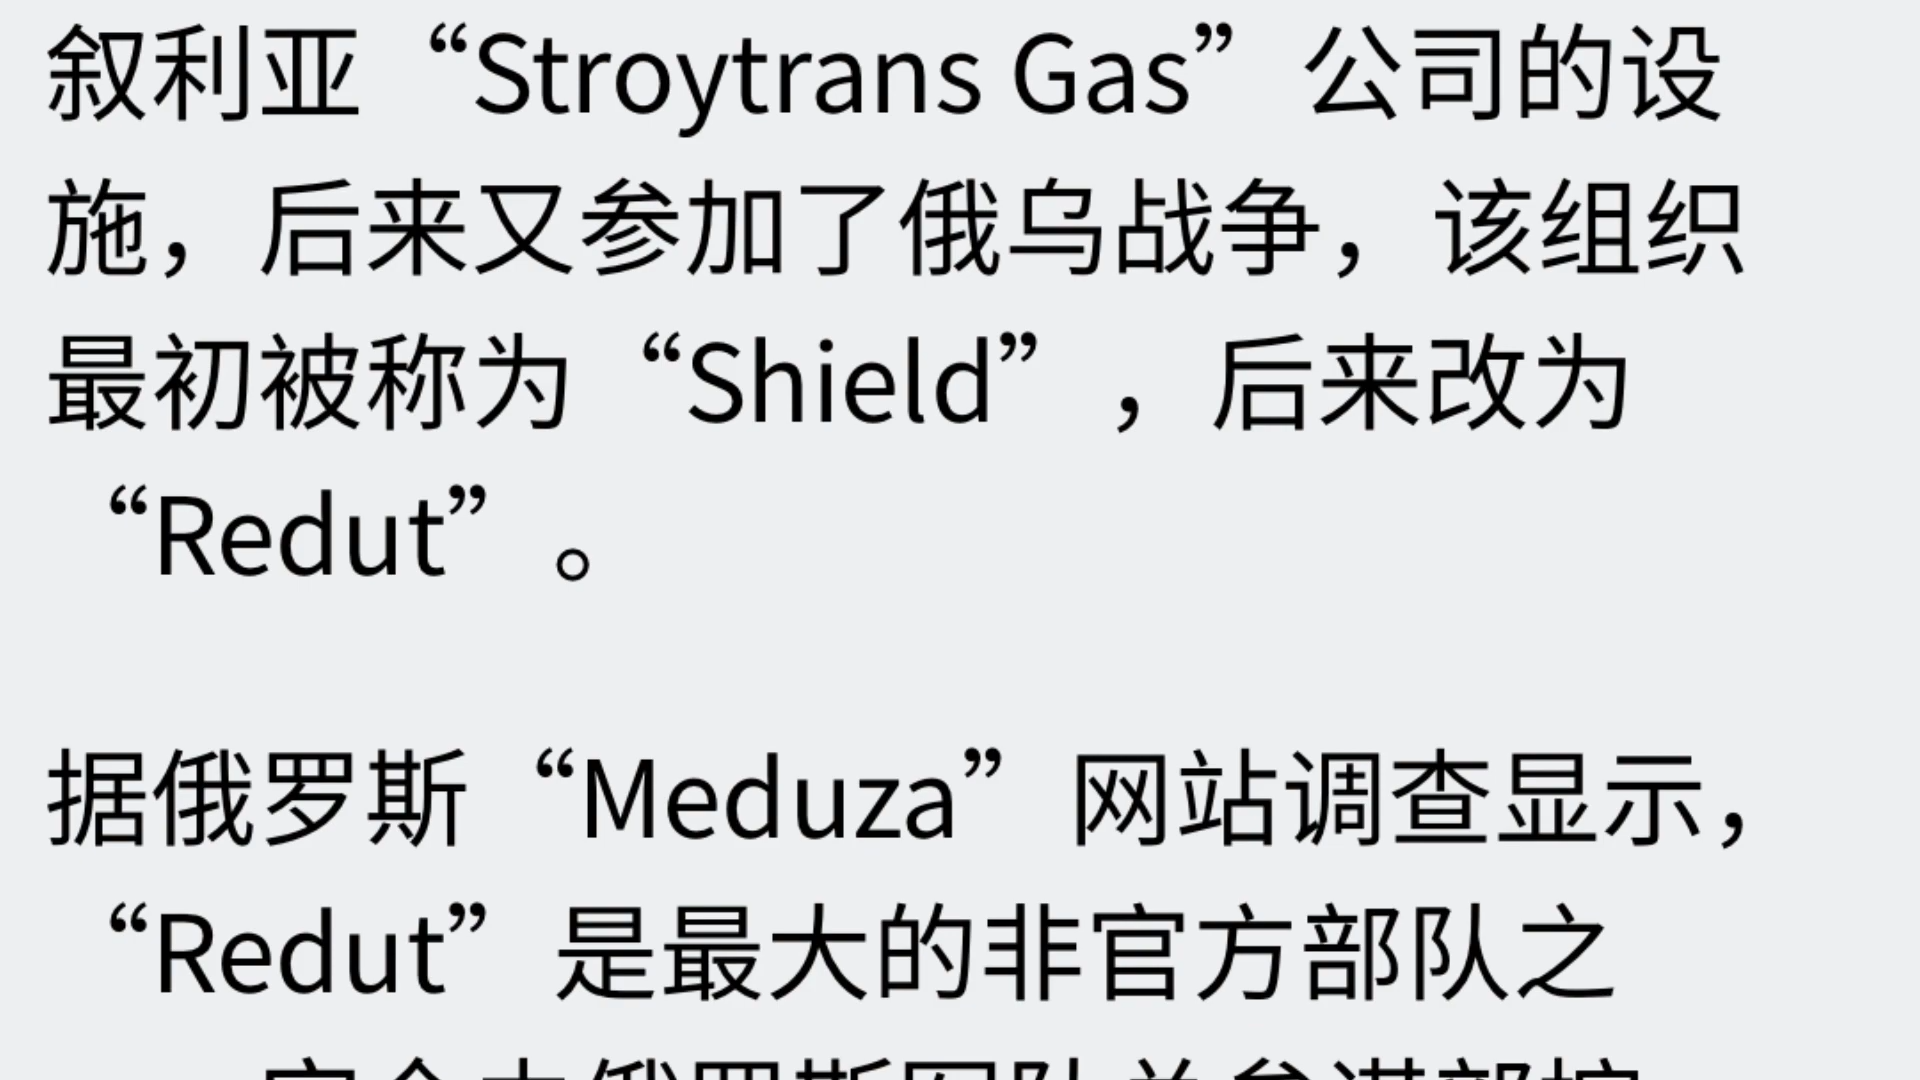 叙利亚“Stroytrans Gas”公司的设
施，后来又参加了俄乌战争，该组织
最初被称为“Shield”，后来改为
“Redut”。
据俄罗斯“Meduza”网站调查显示，
“Redut”是最大的非官方部队之